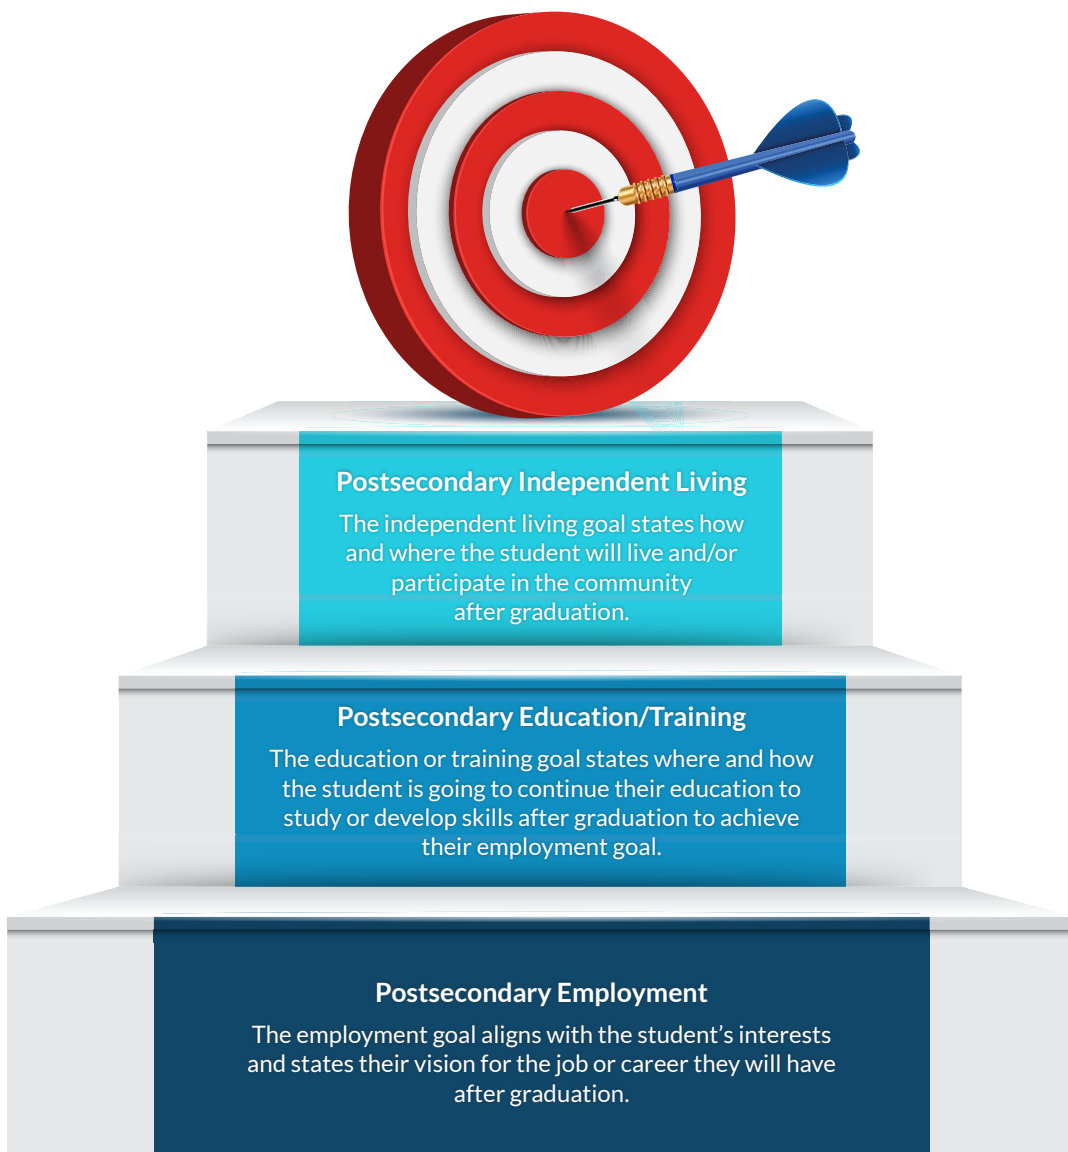 Postsecondary Independent Living
The independent living goal states how
and where the student will live and/or
participate in the community
after graduation.
Postsecondary Education/Training
The education or training goal states where and how
the student is going to continue their education to
study or develop skills after graduation to achieve
their employment goal.
Postsecondary Employment
The employment goal aligns with the student’s interests
and states their vision for the job or career they will have
after graduation.